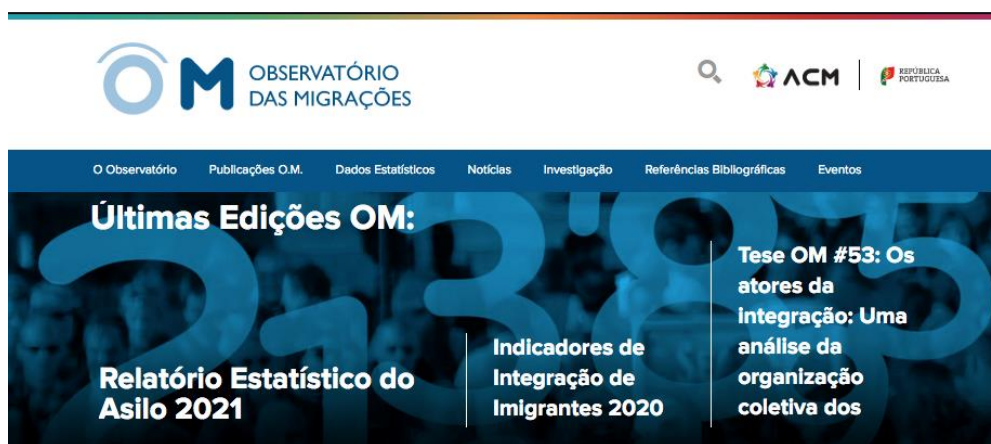 OM OBSERVATÓRIO
DAS MIGRAÇÕES
ACM
REPÚBLICA
PORTUGUESA
O Observatório Publicações O.M. Dados Estatísticos Notícias Investigação Referências Bibliográficas Eventos
Últimas Edições OM:
Relatório Estatístico do
Asilo 2021
Indicadores de
Integração de
Imigrantes 2020
Tese OM #53: Os
atores da
integração: Uma
análise da
organização
coletiva dos